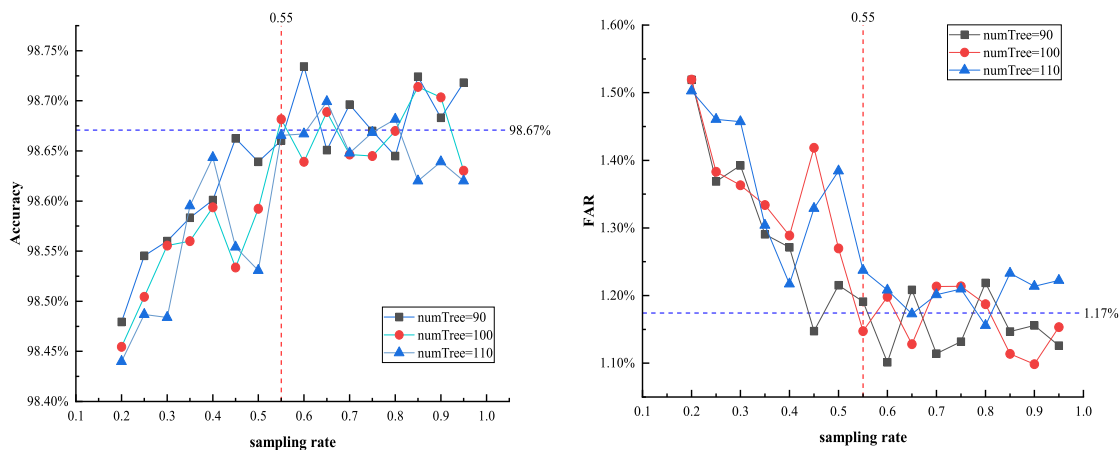 0.55
98.75%
98.70%
98.65%
98.60%
98.55%
98.50%
98.45%
98.40%
Accuracy
98.67%
numTree=90
numTree=100
numTree=110
0.1 0.2 0.3 0.4 0.5 0.6 0.7 0.8 0.9 1.0
sampling rate
0.55
1.60%
1.50%
1.40%
1.30%
1.20%
1.10%
FAR
numTree=90
numTree=100
numTree=110
1.17%
0.1 0.2 0.3 0.4 0.5 0.6 0.7 0.8 0.9 1.0
sampling rate